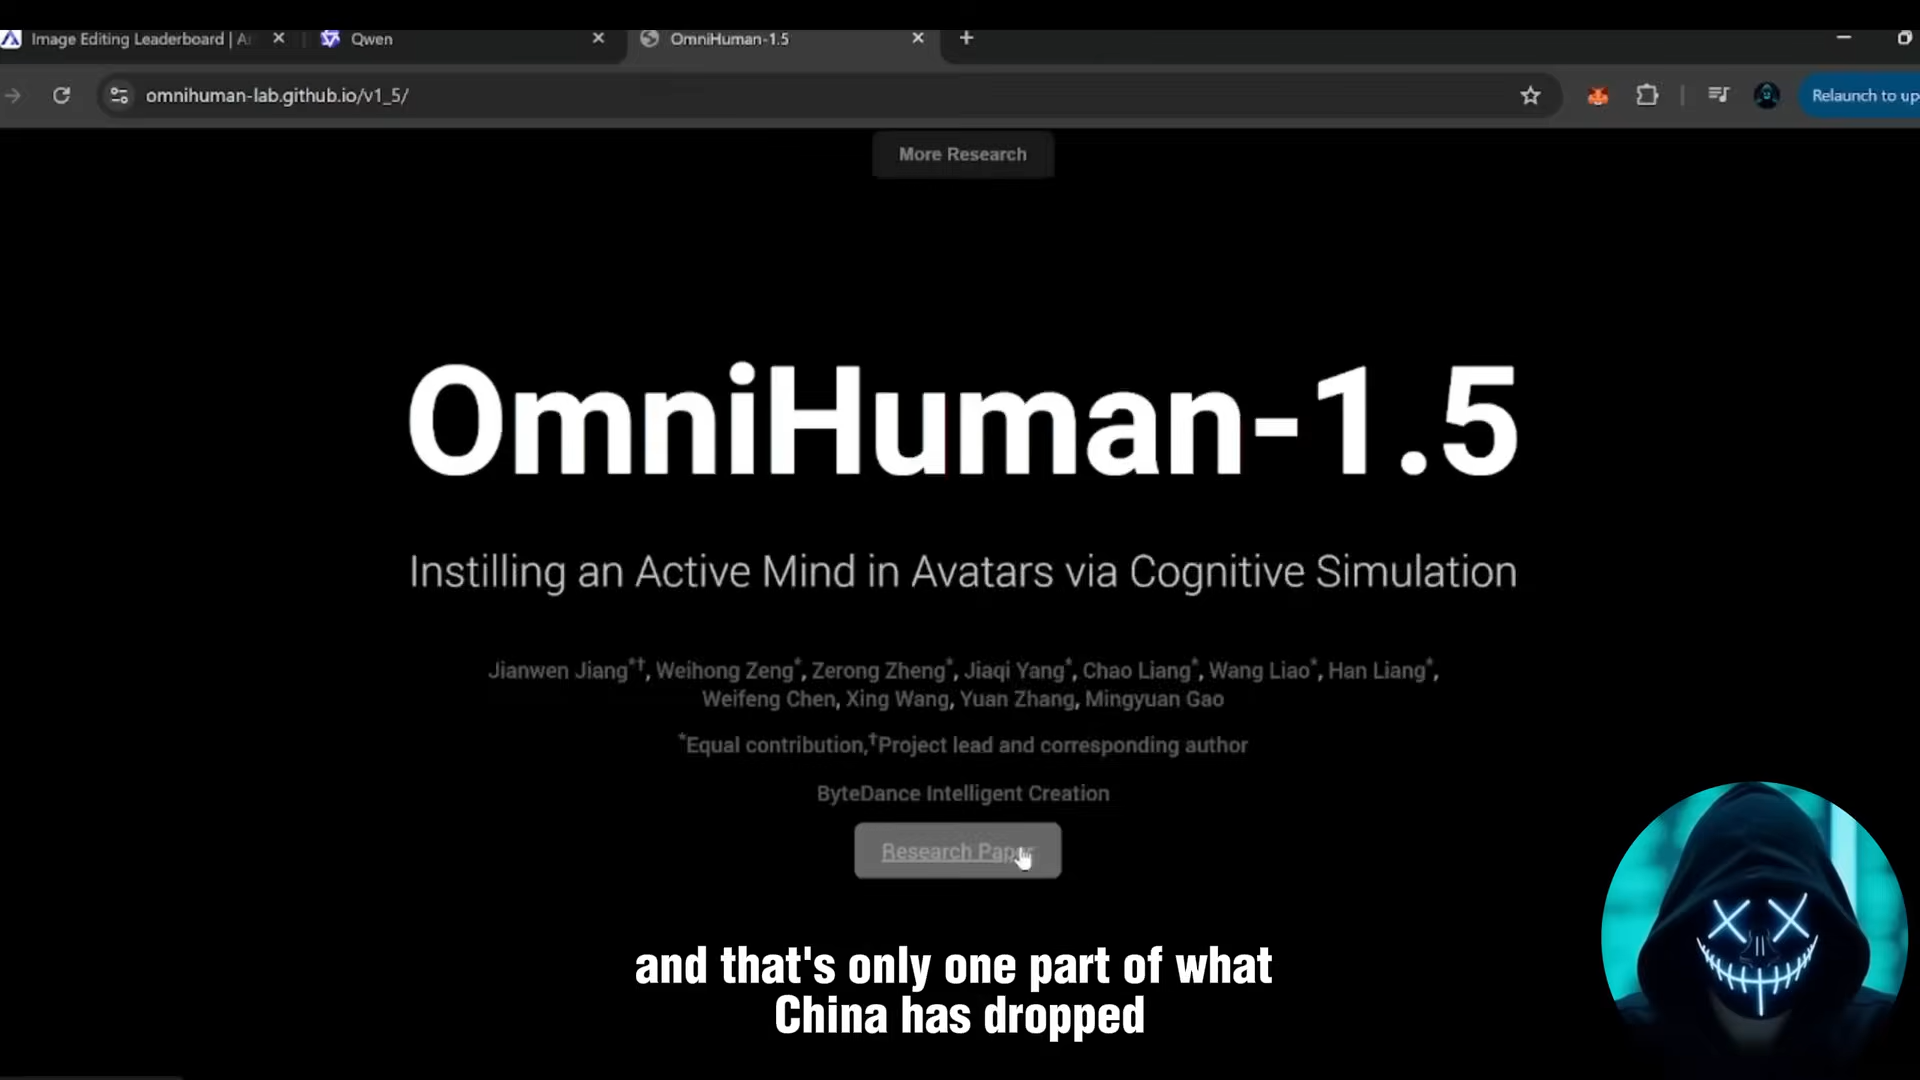 Image Editing Leaderboard | A
Qwen
OmniHuman-1.5
omnihuman-lab.github.io/v1_5/
Relaunch to up
More Research
OmniHuman-1.5
Instilling an Active Mind in Avatars via Cognitive Simulation
Jianwen Jiang*†, Weihong Zeng*, Zerong Zheng*, Jiaqi Yang*, Chao Liang*, Wang Liao*, Han Liang*,
Weifeng Chen, Xing Wang, Yuan Zhang, Mingyuan Gao
*Equal contribution,†Project lead and corresponding author
ByteDance Intelligent Creation
Research Paper
and that's only one part of what
China has dropped